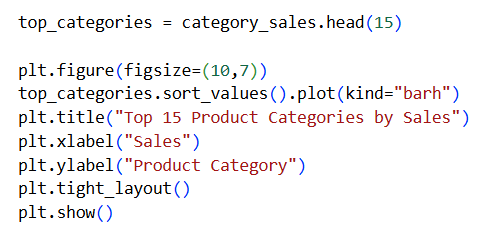 top_categories = category_sales.head(15)
plt.figure(figsize=(10,7))
top_categories.sort_values().plot(kind="barh")
plt.title("Top 15 Product Categories by Sales")
plt.xlabel("Sales")
plt.ylabel("Product Category")
plt.tight_layout()
plt.show()